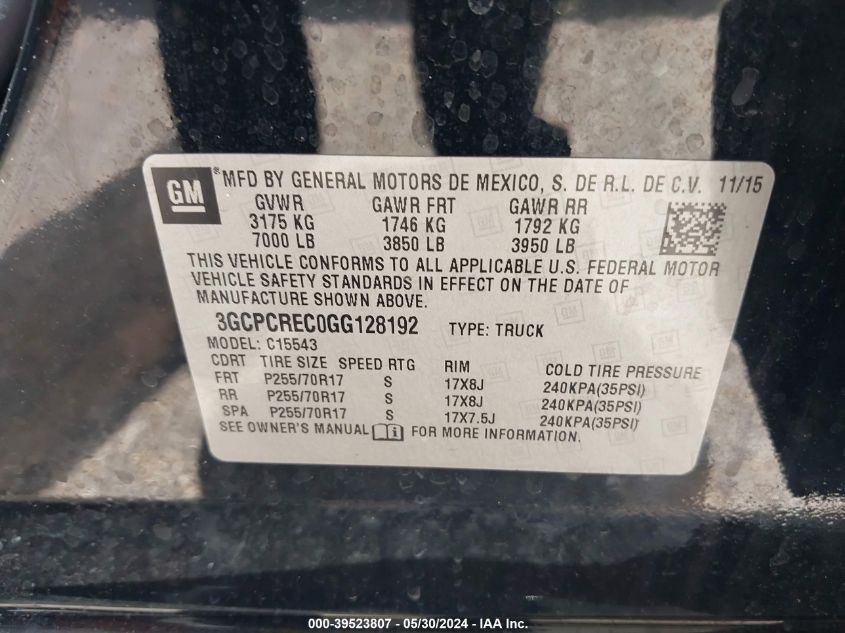 GM ® MFD BY GENERAL MOTORS DE MEXICO, S. DE R.L. DE C.V. 11/15
GVWR GAWR FRT GAWR RR
3175 KG 1746 KG 1792 KG
7000 LB 3850 LB 3950 LB
THIS VEHICLE CONFORMS TO ALL APPLICABLE U.S. FEDERAL MOTOR
VEHICLE SAFETY STANDARDS IN EFFECT ON THE DATE OF
MANUFACTURE SHOWN ABOVE.
3GCPCREC0GG128192 TYPE: TRUCK
MODEL: C15543
CDRT TIRE SIZE SPEED RTG RIM COLD TIRE PRESSURE
FRT P255/70R17 S 17X8J 240KPA(35PSI)
RR P255/70R17 S 17X8J 240KPA(35PSI)
SPA P255/70R17 S 17X7.5J 240KPA(35PSI)
SEE OWNER'S MANUAL FOR MORE INFORMATION.
000-39523807 - 05/30/2024 - IAA Inc.